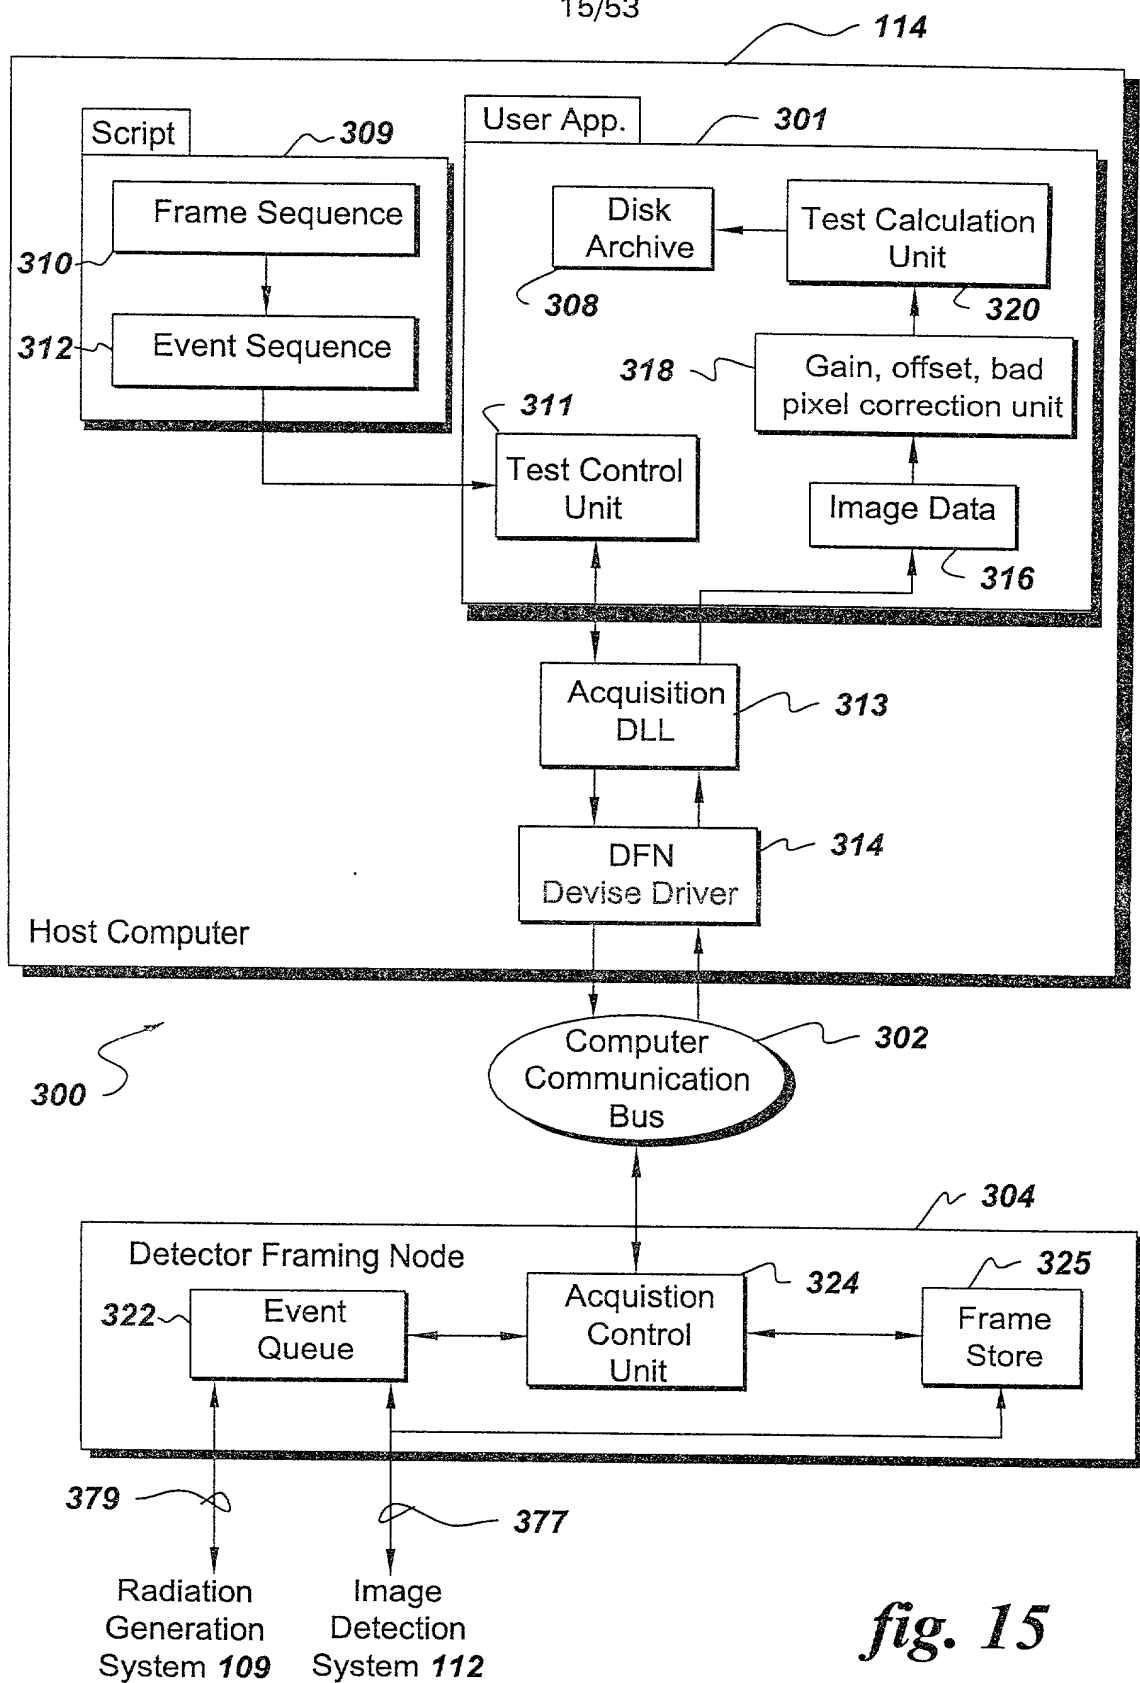 15/53
114
Script
309
Frame Sequence
310
Event Sequence
312
User App.
301
Disk
Archive
308
Test Calculation
Unit
320
318
Gain, offset, bad
pixel correction unit
311
Test Control
Unit
Image Data
316
Acquisition
DLL
313
DFN
Devise Driver
314
Host Computer
300
Computer
Communication
Bus
302
304
Detector Framing Node
322
Event
Queue
Acquistion
Control
Unit
324
325
Frame
Store
379
377
Radiation
Generation
System 109
Image
Detection
System 112
fig. 15